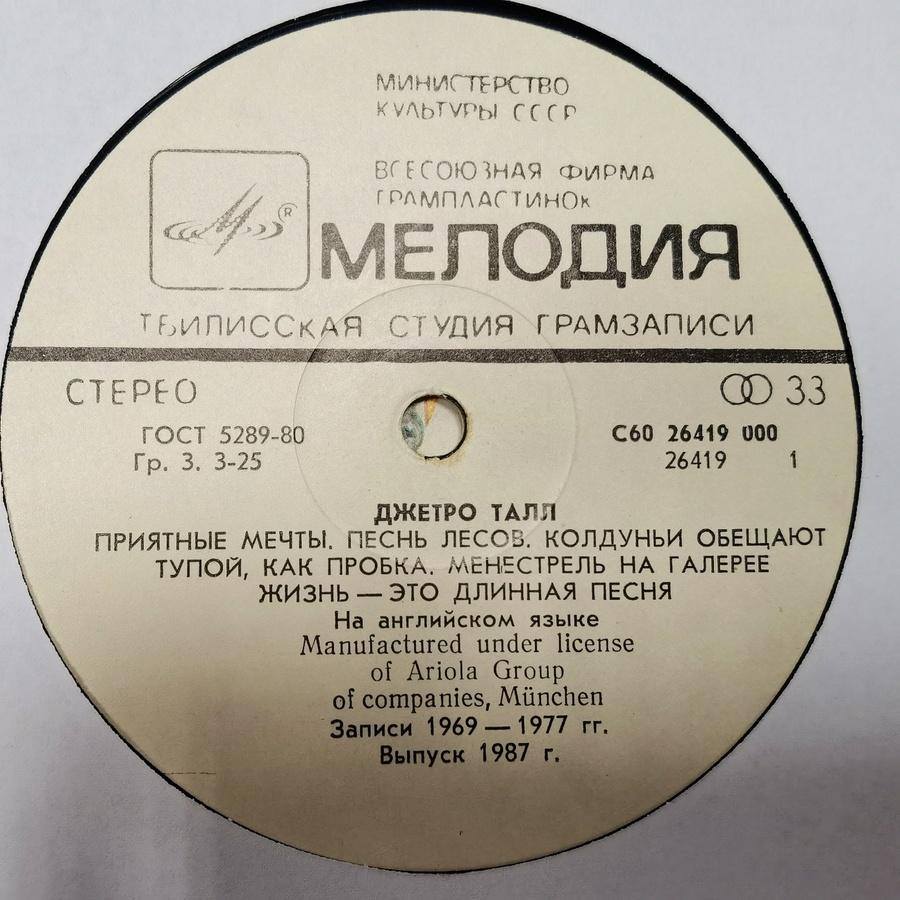 МИНИСТЕРСТВО
КУЛЬТУРЫ СССР
ВСЕСОЮЗНАЯ ФИРМА
ГРАМПЛАСТИНОК
®
МЕЛОДИЯ
ТБИЛИССКАЯ СТУДИЯ ГРАМЗАПИСИ
СТЕРЕО
33
ГОСТ 5289-80
С60 26419 000
Гр. 3. 3-25
26419 1
ДЖЕТРО ТАЛЛ
ПРИЯТНЫЕ МЕЧТЫ. ПЕСНЬ ЛЕСОВ. КОЛДУНЬИ ОБЕЩАЮТ
ТУПОЙ, КАК ПРОБКА. МЕНЕСТРЕЛЬ НА ГАЛЕРЕЕ
ЖИЗНЬ — ЭТО ДЛИННАЯ ПЕСНЯ
На английском языке
Manufactured under license
of Ariola Group
of companies, München
Записи 1969 — 1977 гг.
Выпуск 1987 г.